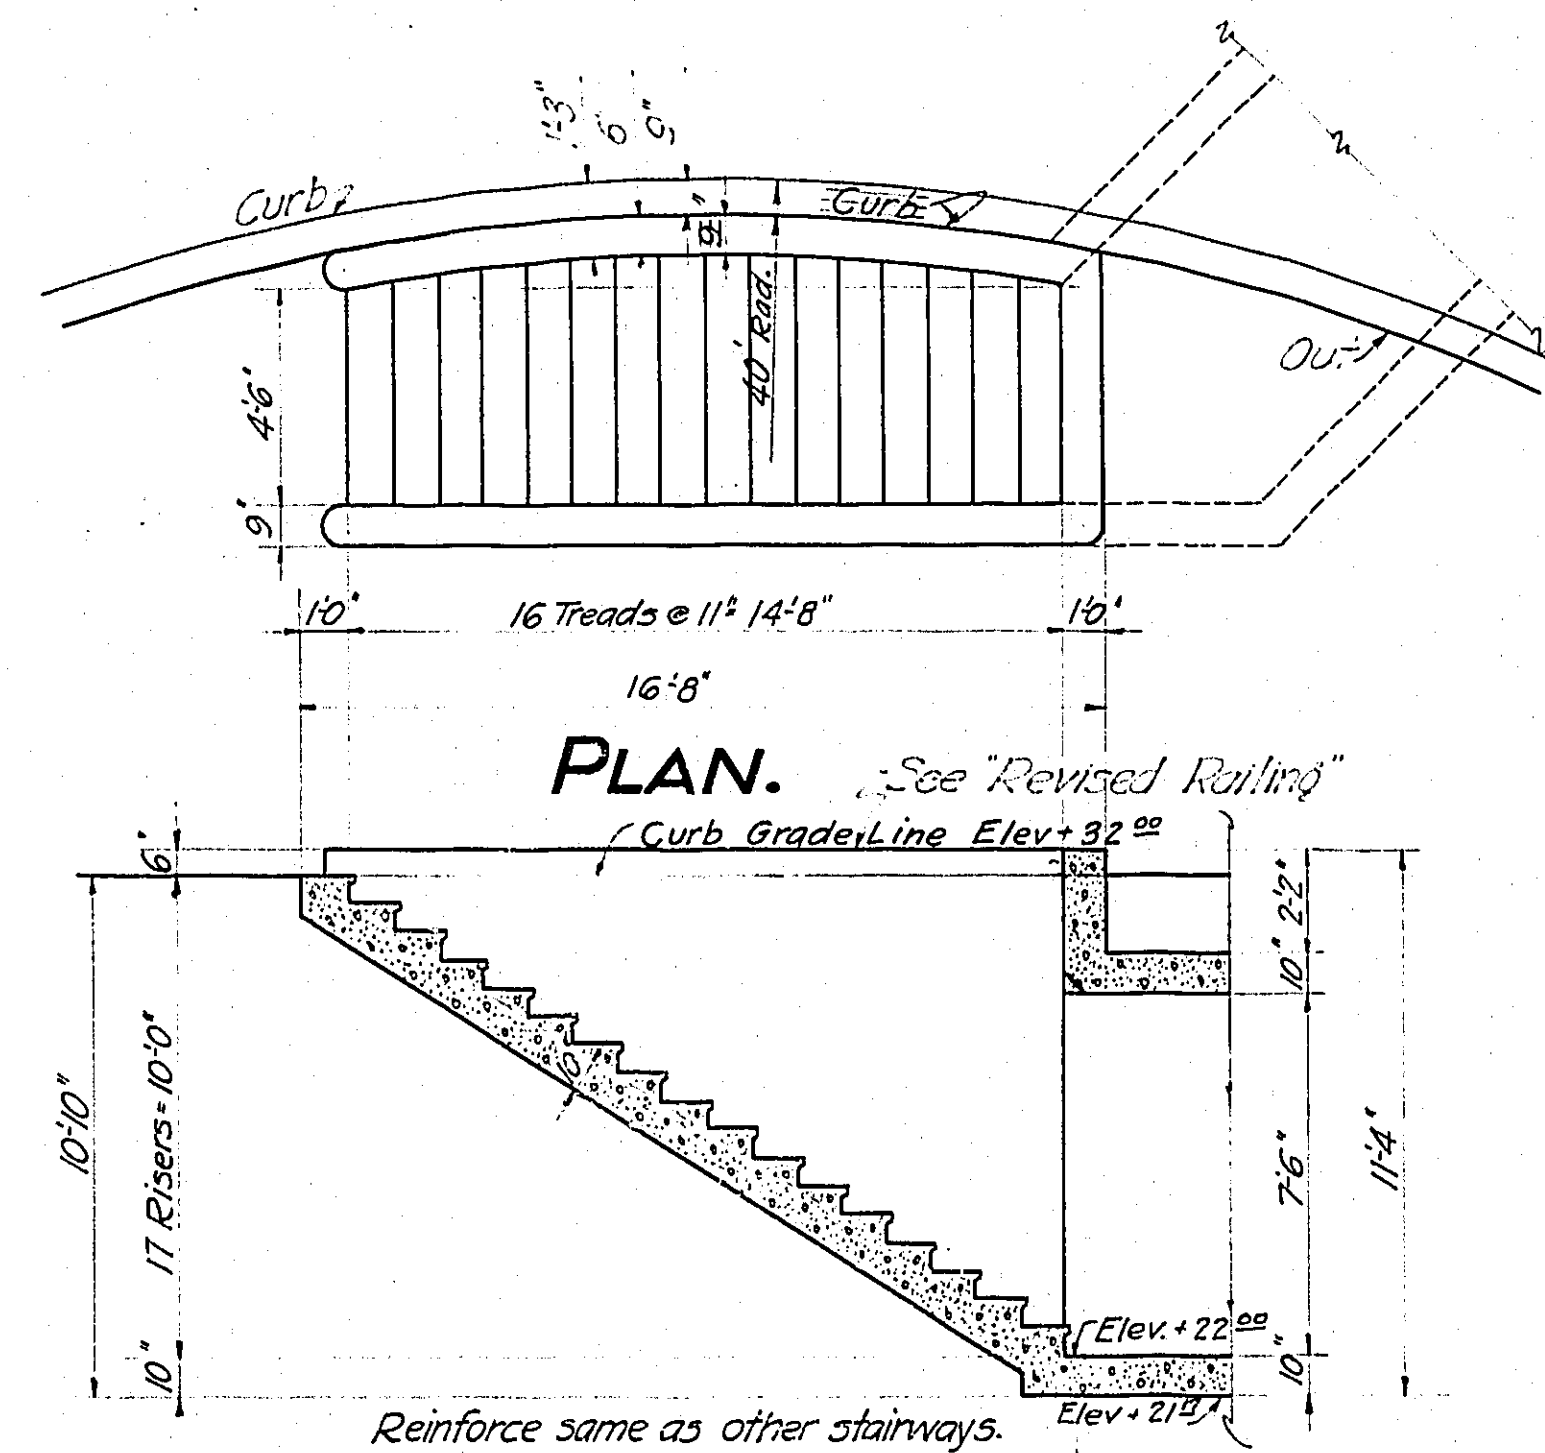 1'-3"
6
9"
Curb
Curb
9"
40' Rad.
4'-6"
9"
1'-0"
16 Treads @ 11" = 14'-8"
1'-0"
16'-8"
PLAN.
See "Revised Railing"
Curb Grade Line Elev + 32 00
6"
10" 2'-2"
10'-10"
17 Risers = 10'-0"
10"
7'-6"
11'-4"
Elev. + 22 00
10"
Elev + 21 17
Reinforce same as other stairways.